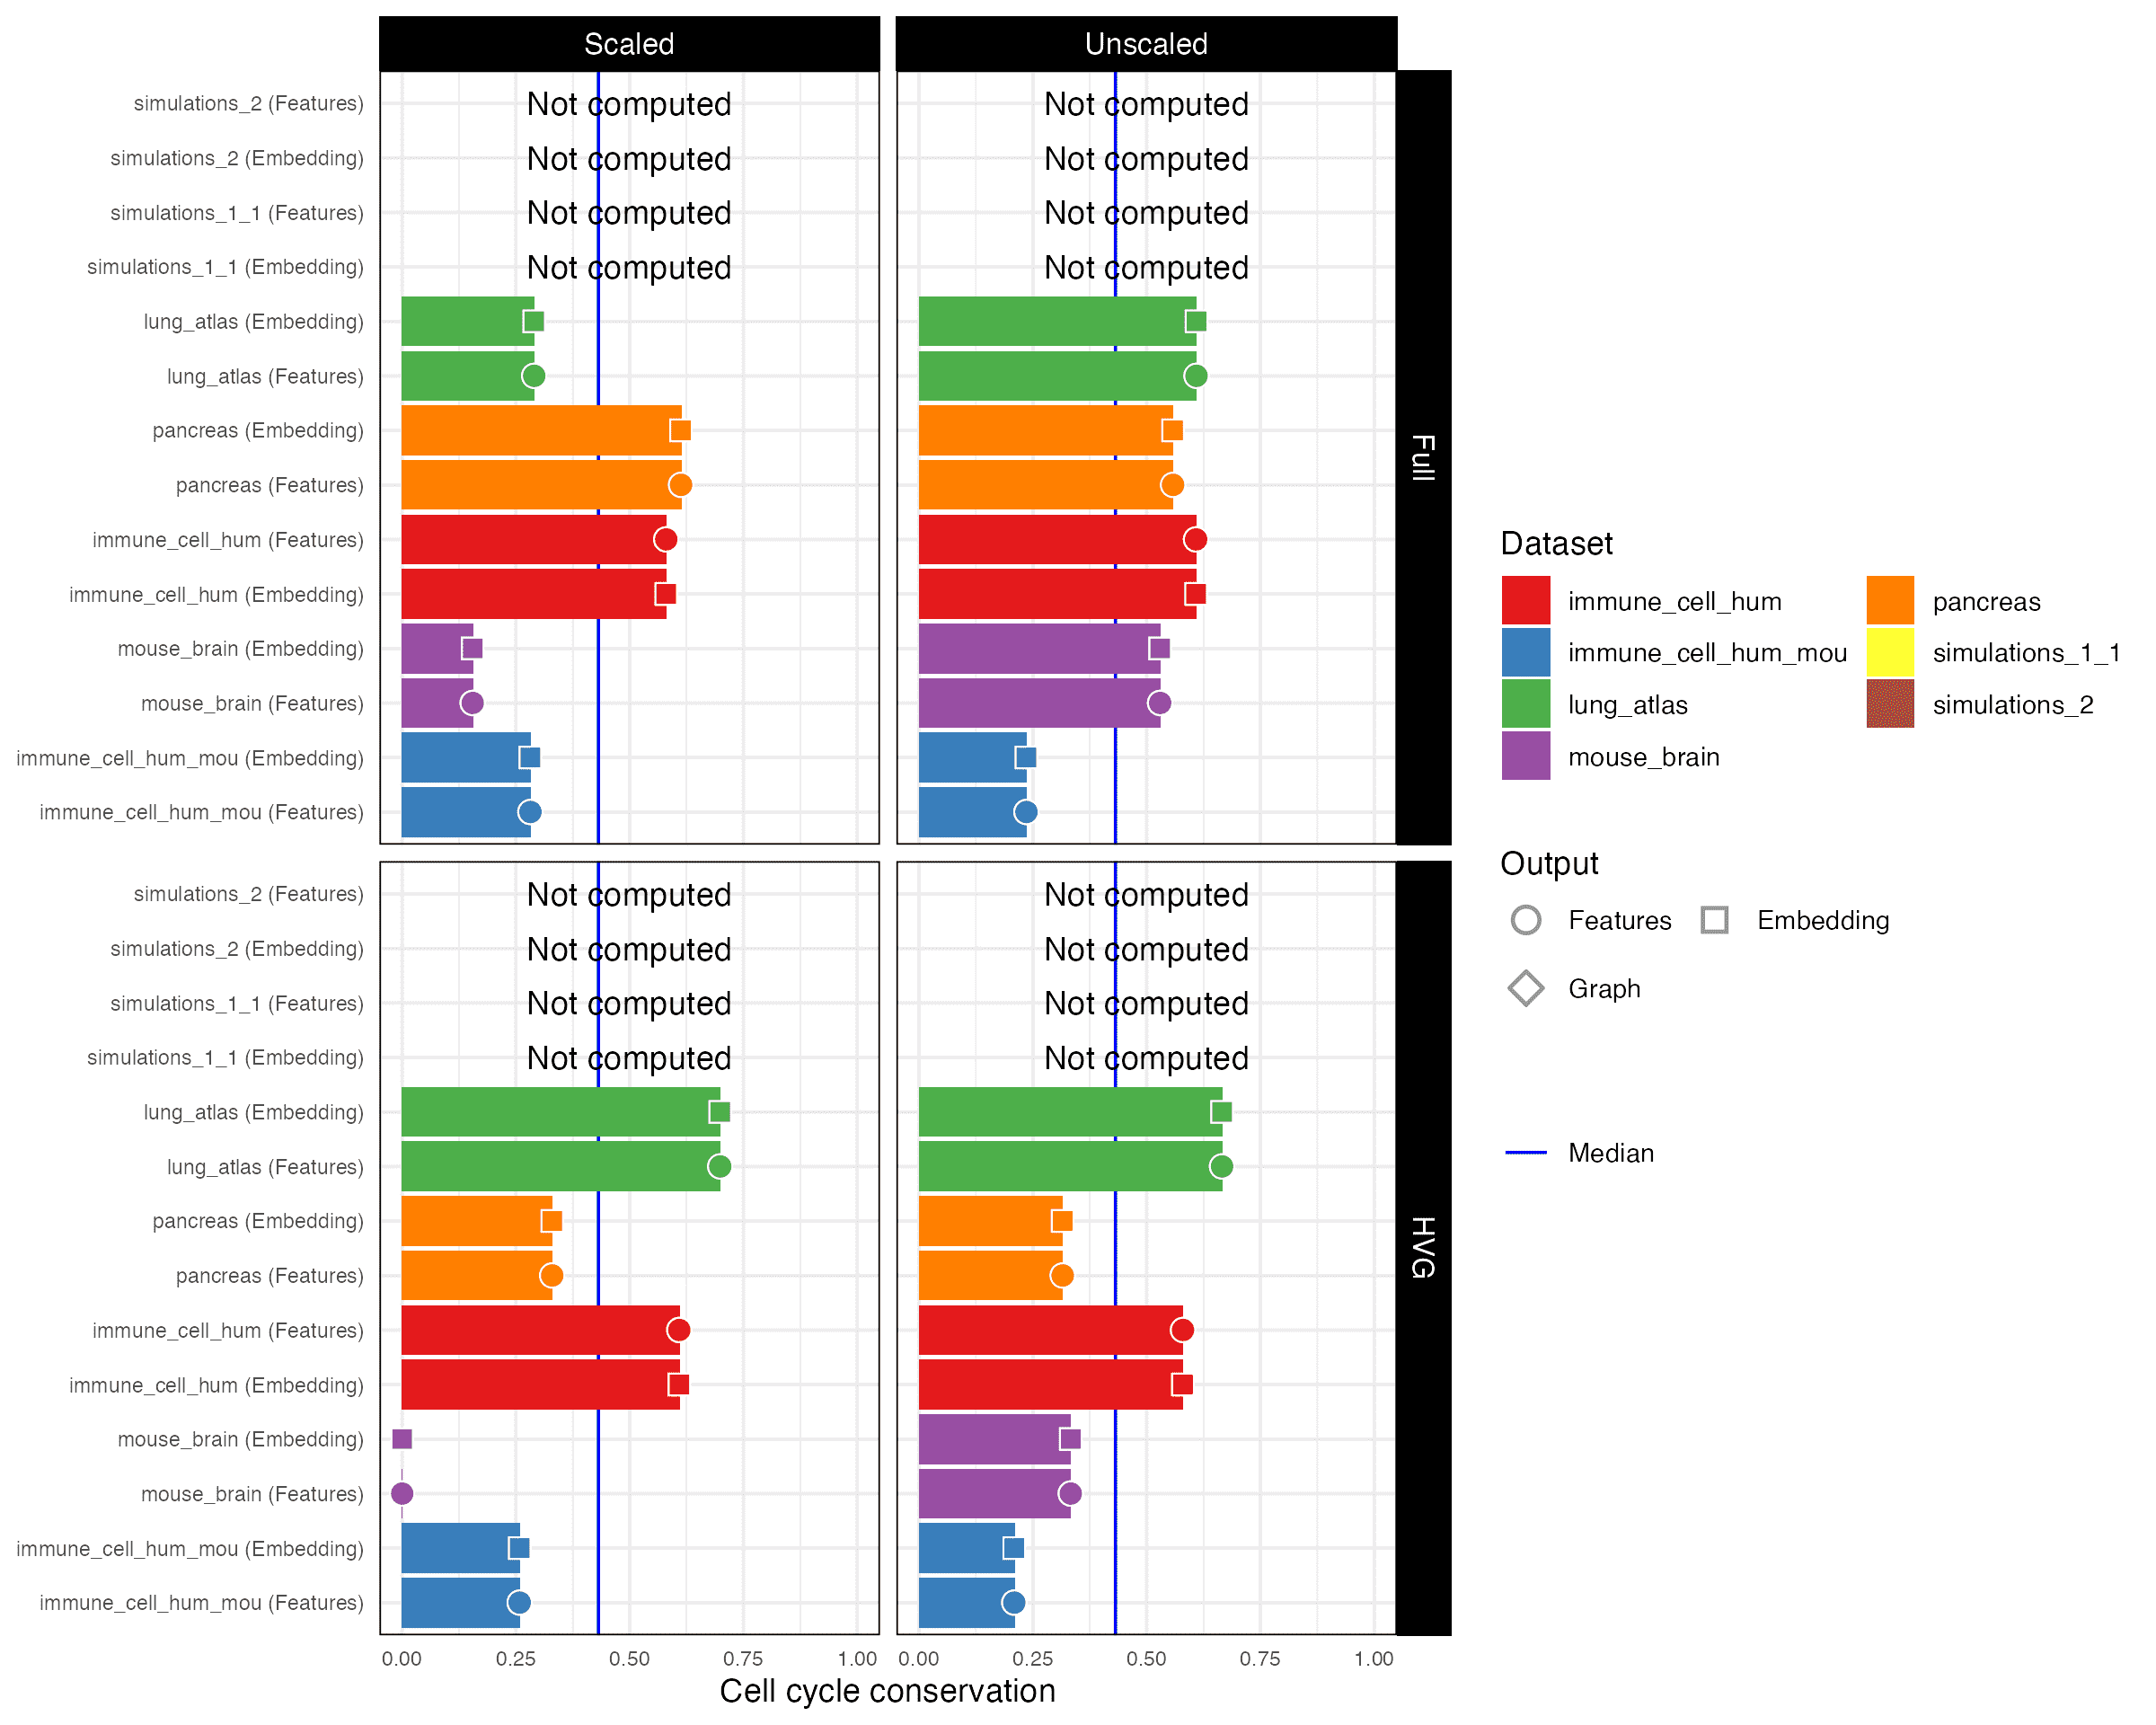 Scaled
Unscaled
simulations_2 (Features)
Not computed
Not computed
simulations_2 (Embedding)
Not computed
Not computed
simulations_1_1 (Features)
Not computed
Not computed
simulations_1_1 (Embedding)
Not computed
Not computed
lung_atlas (Embedding)
lung_atlas (Features)
pancreas (Embedding)
pancreas (Features)
immune_cell_hum (Features)
immune_cell_hum (Embedding)
mouse_brain (Embedding)
mouse_brain (Features)
immune_cell_hum_mou (Embedding)
immune_cell_hum_mou (Features)
Full
simulations_2 (Features)
Not computed
Not computed
simulations_2 (Embedding)
Not computed
Not computed
simulations_1_1 (Features)
Not computed
Not computed
simulations_1_1 (Embedding)
Not computed
Not computed
lung_atlas (Embedding)
lung_atlas (Features)
pancreas (Embedding)
pancreas (Features)
immune_cell_hum (Features)
immune_cell_hum (Embedding)
mouse_brain (Embedding)
mouse_brain (Features)
immune_cell_hum_mou (Embedding)
immune_cell_hum_mou (Features)
HVG
0.00 0.25 0.50 0.75 1.00
0.00 0.25 0.50 0.75 1.00
Cell cycle conservation
Dataset
immune_cell_hum
immune_cell_hum_mou
lung_atlas
mouse_brain
pancreas
simulations_1_1
simulations_2
Output
Features
Embedding
Graph
Median